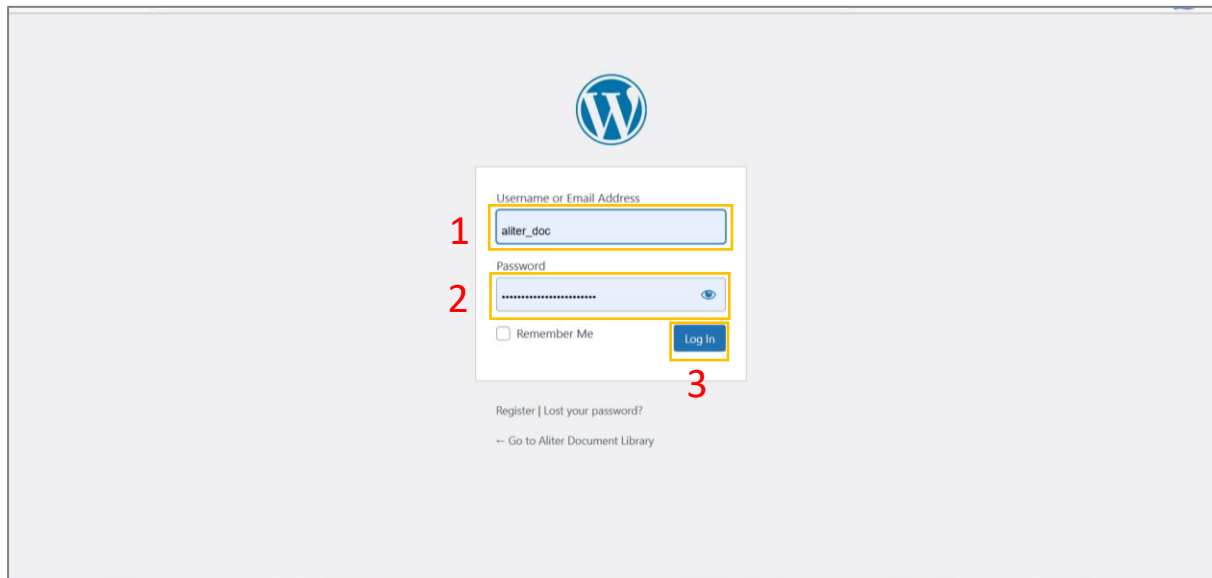 Username or Email Address
1
aliter_doc
Password
2
••••••••••••••••••••••••
Remember Me
Log In
3
Register | Lost your password?
← Go to Aliter Document Library